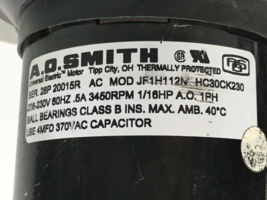 A.O.SMITH
Universal Electric™ Motor Tipp City, OH THERMALLY PROTECTED
SER. 28P 20015R AC MOD JF1H112N HC30CK230
208-230V 60HZ .5A 3450RPM 1/16HP A.O. 1PH
BALL BEARINGS CLASS B INS. MAX. AMB. 40°C
USE 4MFD 370VAC CAPACITOR